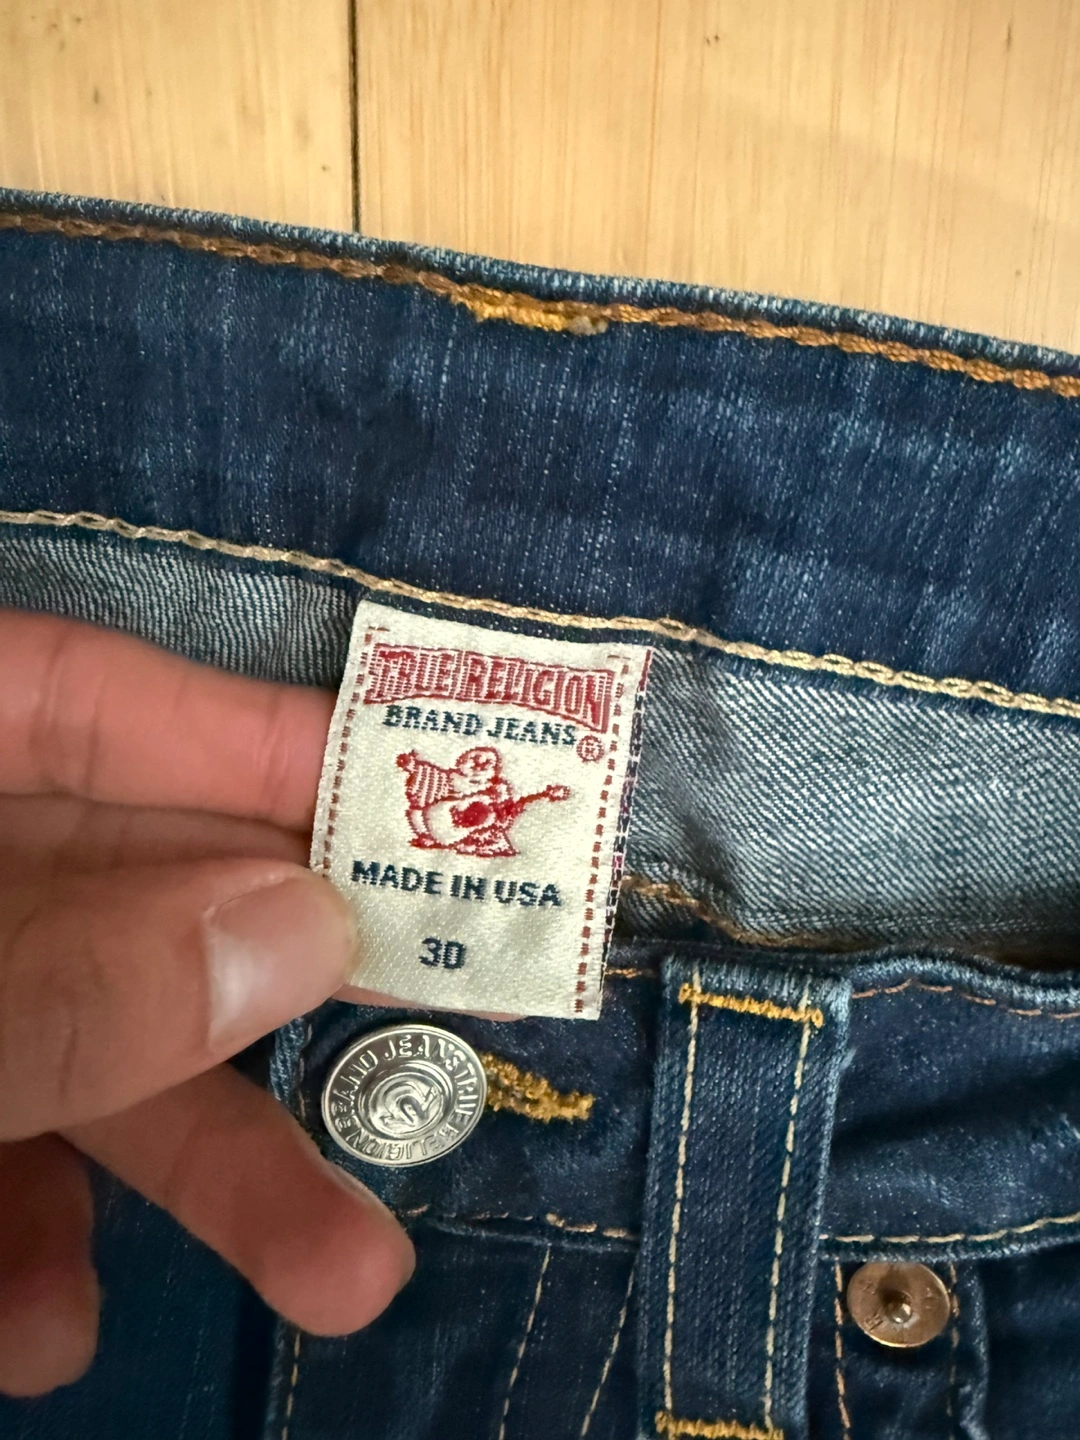 TRUE RELIGION
BRAND JEANS®
MADE IN USA
30
TRUE RELIGION BRAND JEANS